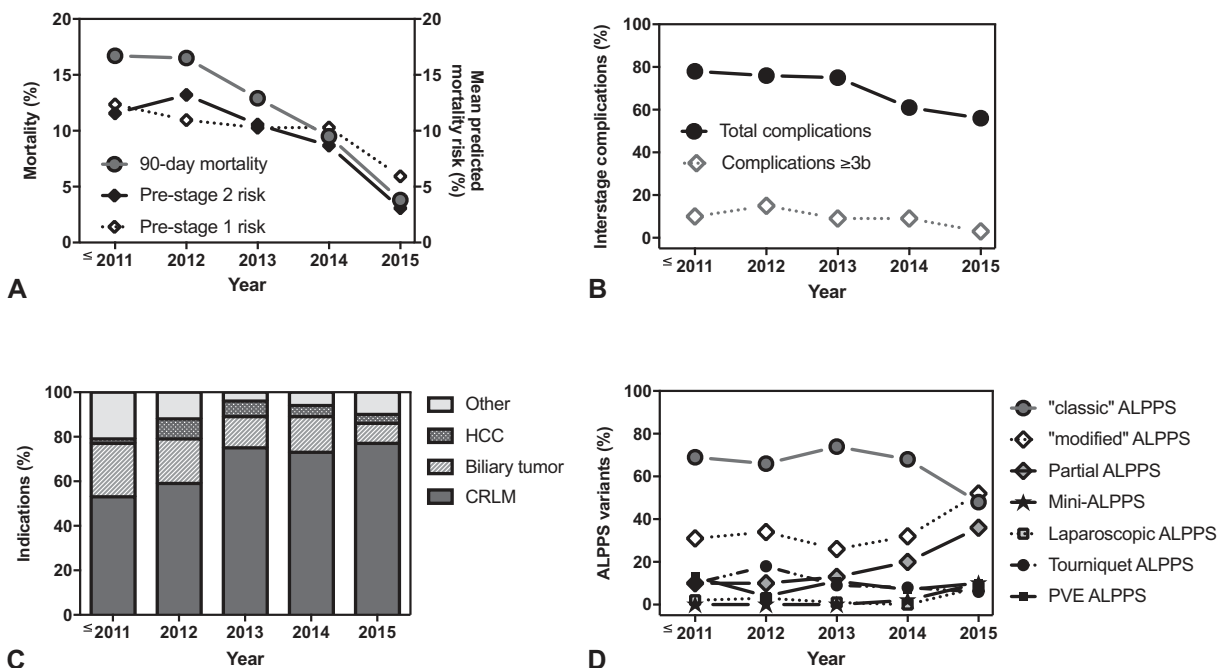 20
15
10
5
0
Mortality (%)
20
15
10
5
0
Mean predicted
mortality risk (%)
90-day mortality
Pre-stage 2 risk
Pre-stage 1 risk
≤ 2011 2012 2013 2014 2015
Year
A
100
80
60
40
20
0
Interstage complications (%)
Total complications
Complications ≥3b
≤ 2011 2012 2013 2014 2015
Year
B
100
80
60
40
20
0
Indications (%)
Other
HCC
Biliary tumor
CRLM
≤ 2011 2012 2013 2014 2015
Year
C
100
80
60
40
20
0
ALPPS variants (%)
"classic" ALPPS
"modified" ALPPS
Partial ALPPS
Mini-ALPPS
Laparoscopic ALPPS
Tourniquet ALPPS
PVE ALPPS
≤ 2011 2012 2013 2014 2015
Year
D